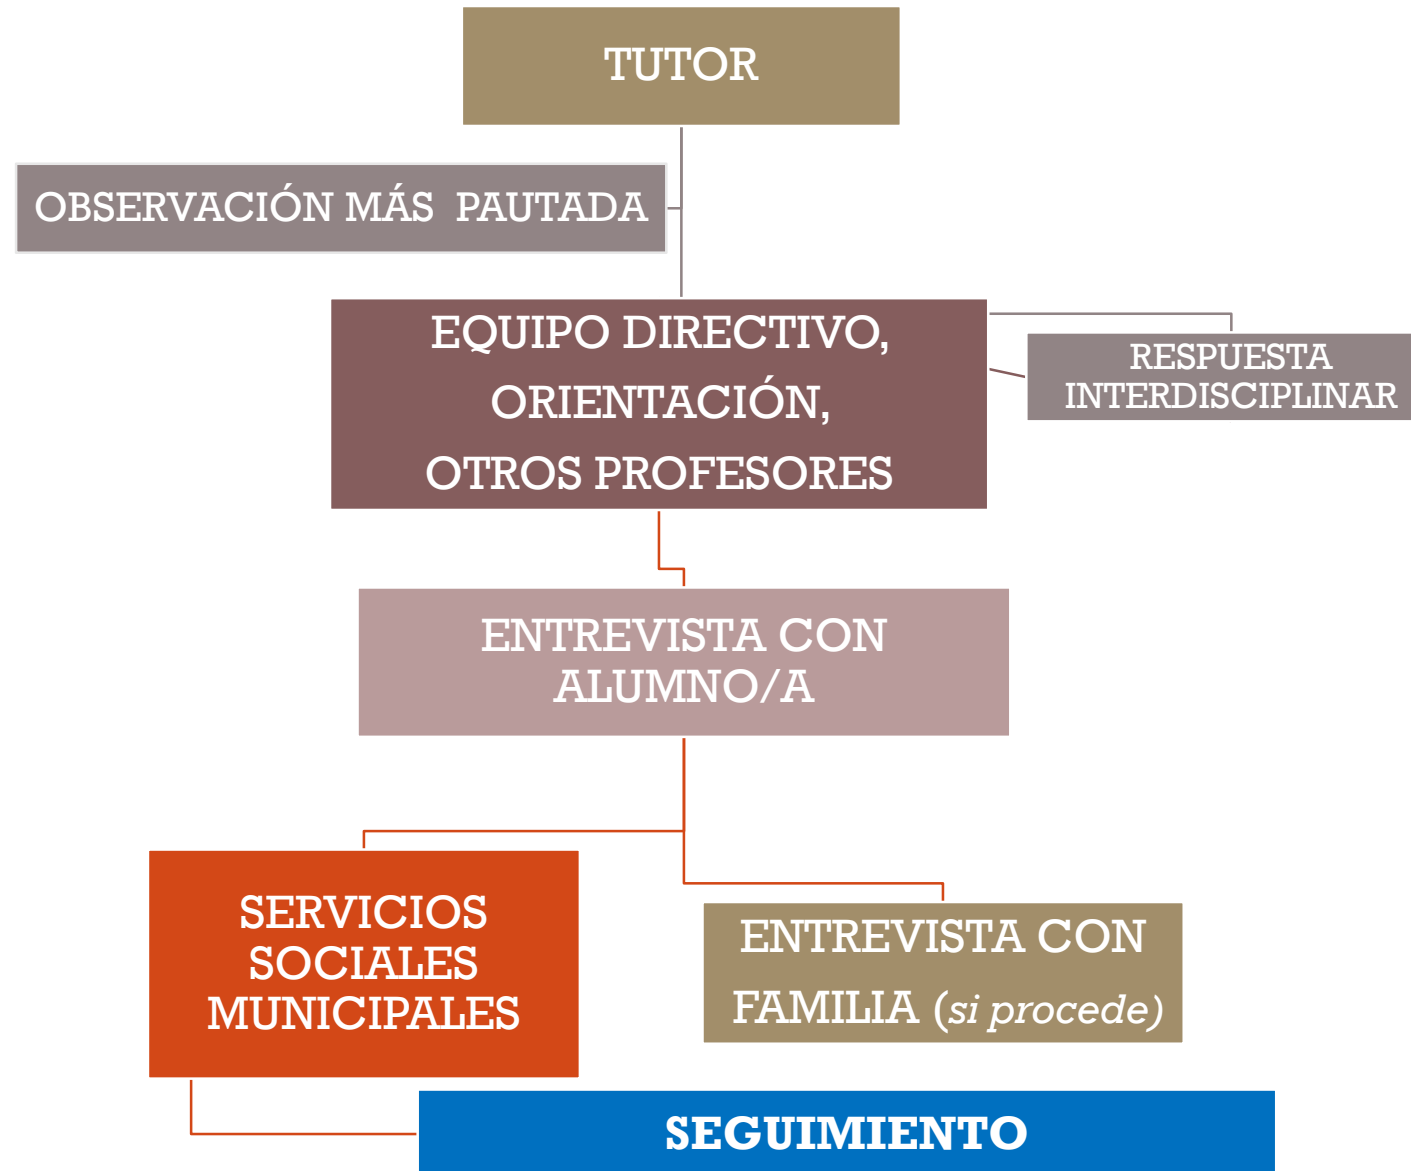 TUTOR
OBSERVACIÓN MÁS PAUTADA
EQUIPO DIRECTIVO,
ORIENTACIÓN,
OTROS PROFESORES
RESPUESTA
INTERDISCIPLINAR
ENTREVISTA CON
ALUMNO/A
SERVICIOS
SOCIALES
MUNICIPALES
ENTREVISTA CON
FAMILIA (si procede)
SEGUIMIENTO